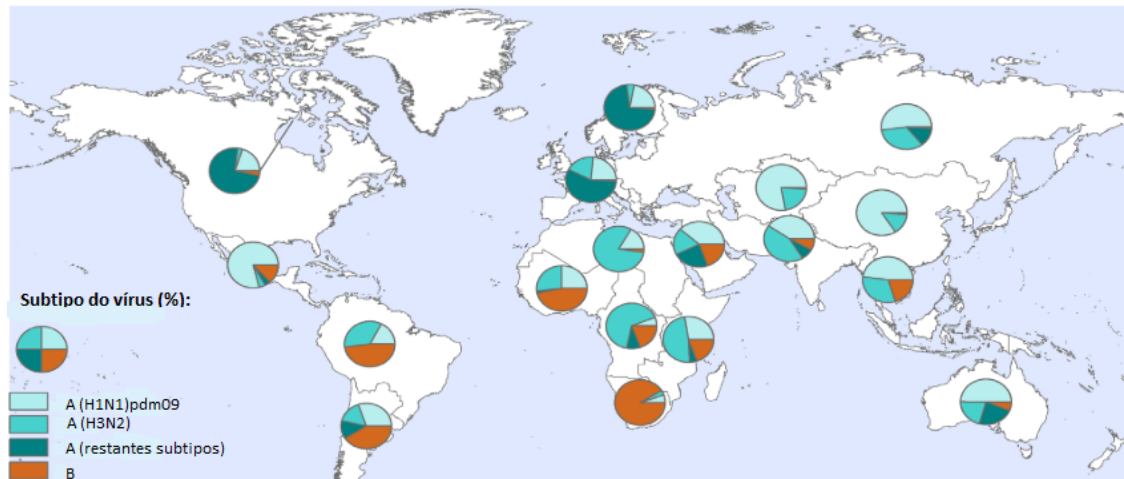 Subtipo do vírus (%):
A (H1N1)pdm09
A (H3N2)
A (restantes subtipos)
B